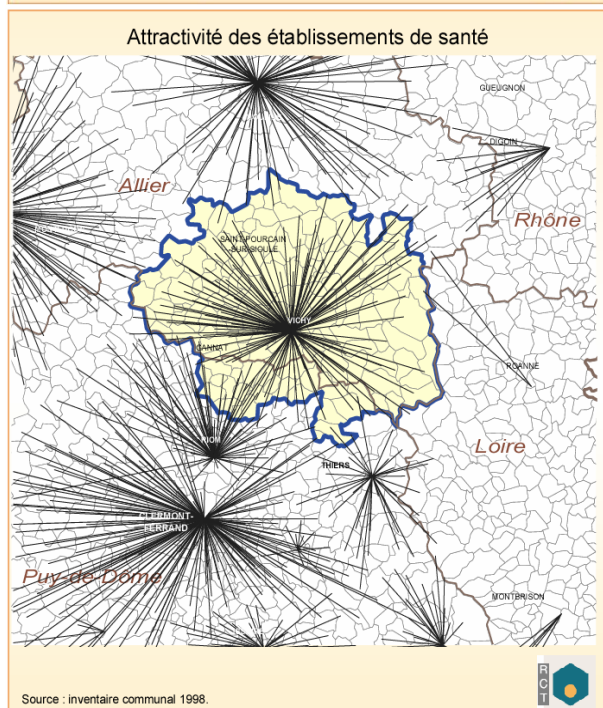 Attractivité des établissements de santé
GUEUGNON
DIGOIN
Allier
Rhône
SAINT-POURCAIN
-SUR-SIOULE
VICHY
GANNAT
ROANNE
RIOM
Loire
THIERS
CLERMONT-
FERRAND
Puy-de-Dôme
MONTBRISON
RCT
Source : inventaire communal 1998.